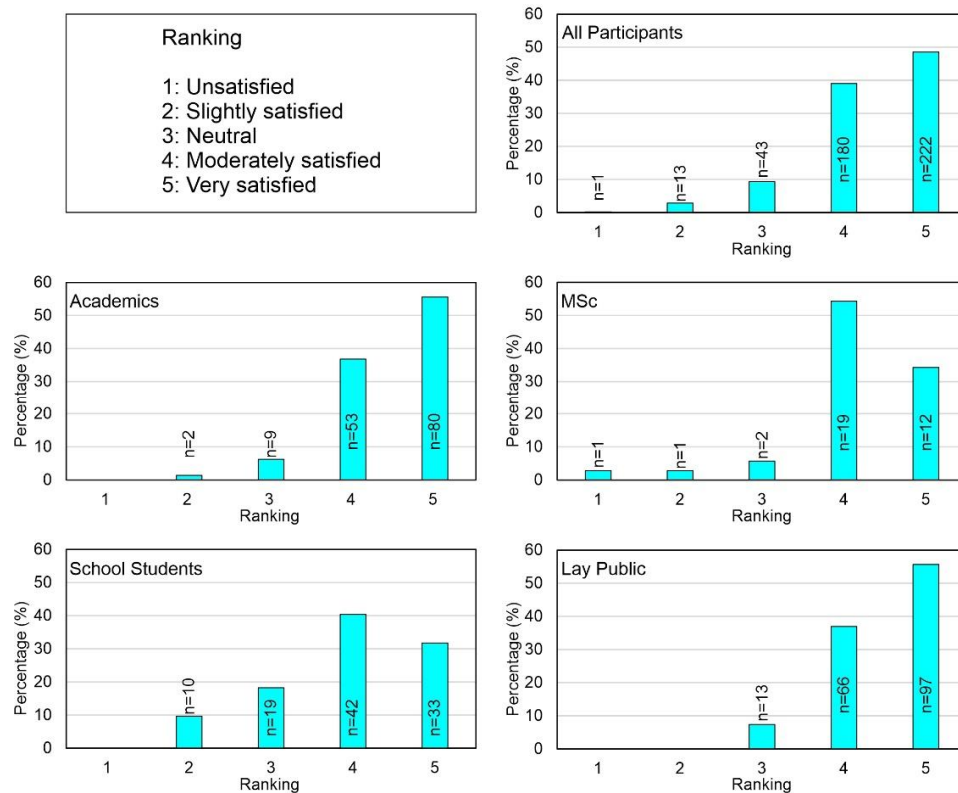 Ranking
1: Unsatisfied
2: Slightly satisfied
3: Neutral
4: Moderately satisfied
5: Very satisfied
All Participants
Percentage (%)
60
50
40
30
20
10
0
n=1
n=13
n=43
n=180
n=222
1 2 3 4 5
Ranking
Academics
Percentage (%)
60
50
40
30
20
10
0
n=2
n=9
n=53
n=80
1 2 3 4 5
Ranking
MSc
Percentage (%)
60
50
40
30
20
10
0
n=1
n=1
n=2
n=19
n=12
1 2 3 4 5
Ranking
School Students
Percentage (%)
60
50
40
30
20
10
0
n=10
n=19
n=42
n=33
1 2 3 4 5
Ranking
Lay Public
Percentage (%)
60
50
40
30
20
10
0
n=13
n=66
n=97
1 2 3 4 5
Ranking